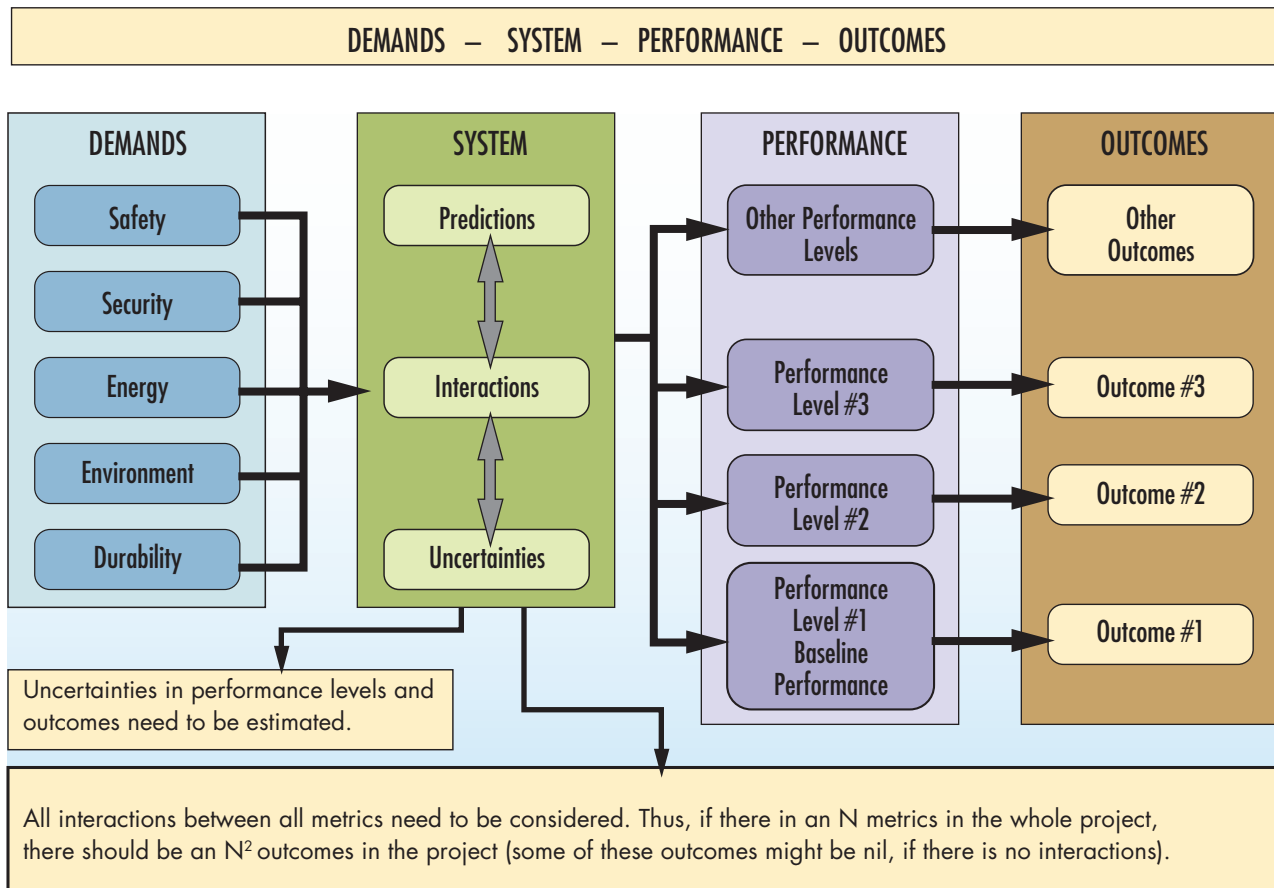 DEMANDS – SYSTEM – PERFORMANCE – OUTCOMES
DEMANDS
Safety
Security
Energy
Environment
Durability
SYSTEM
Predictions
Interactions
Uncertainties
PERFORMANCE
Other Performance
Levels
Performance
Level #3
Performance
Level #2
Performance
Level #1
Baseline
Performance
OUTCOMES
Other
Outcomes
Outcome #3
Outcome #2
Outcome #1
Uncertainties in performance levels and
outcomes need to be estimated.
All interactions between all metrics need to be considered. Thus, if there in an N metrics in the whole project,
there should be an N² outcomes in the project (some of these outcomes might be nil, if there is no interactions).